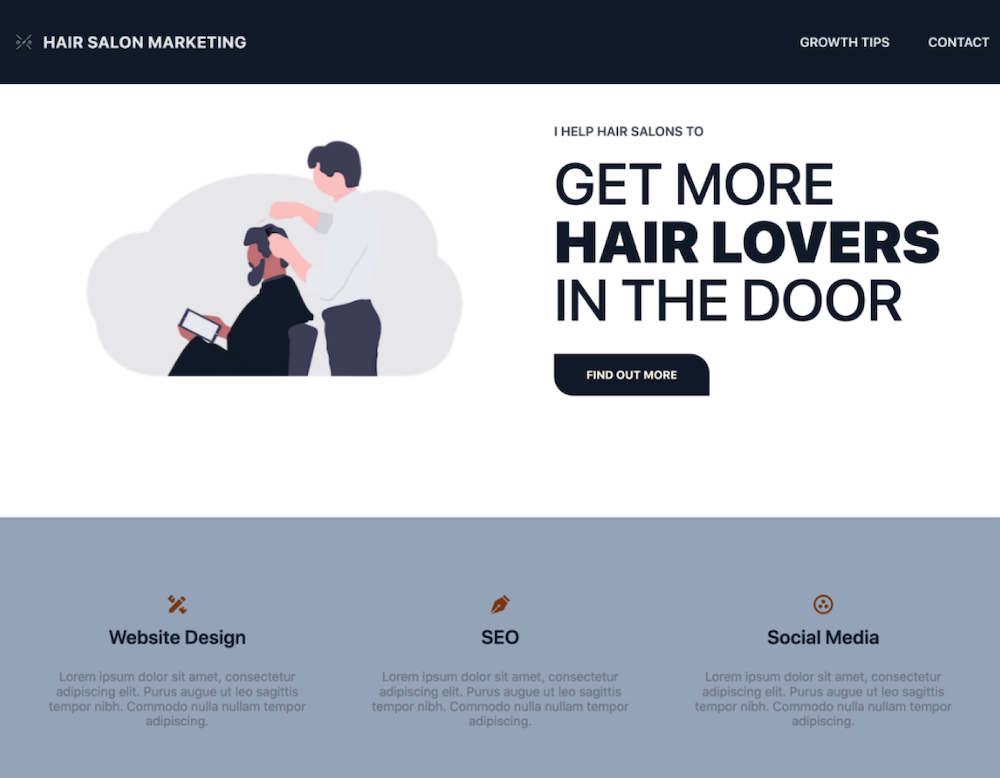 HAIR SALON MARKETING
GROWTH TIPS
CONTACT
I HELP HAIR SALONS TO
GET MORE
HAIR LOVERS
IN THE DOOR
FIND OUT MORE
Website Design
Lorem ipsum dolor sit amet, consectetur
adipiscing elit. Purus augue ut leo sagittis
tempor nibh. Commodo nulla nullam tempor
adipiscing.
SEO
Lorem ipsum dolor sit amet, consectetur
adipiscing elit. Purus augue ut leo sagittis
tempor nibh. Commodo nulla nullam tempor
adipiscing.
Social Media
Lorem ipsum dolor sit amet, consectetur
adipiscing elit. Purus augue ut leo sagittis
tempor nibh. Commodo nulla nullam tempor
adipiscing.